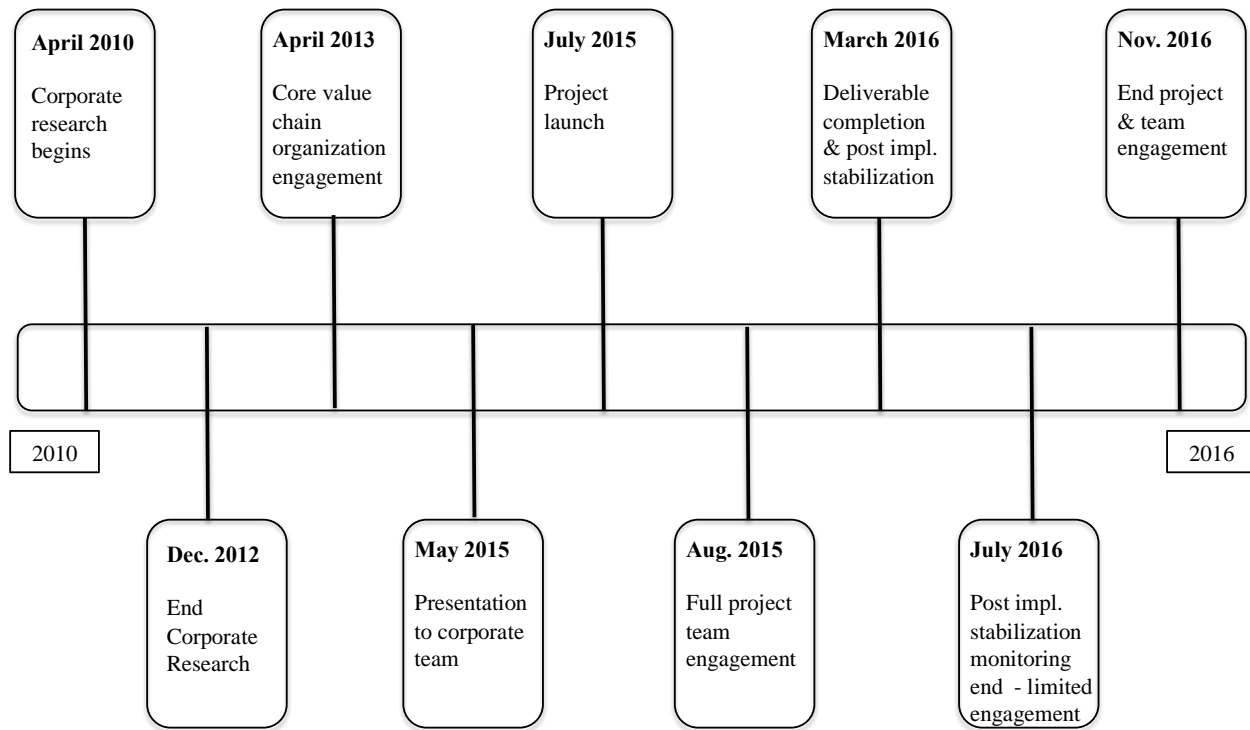 April 2010
Corporate
research
begins
April 2013
Core value
chain
organization
engagement
July 2015
Project
launch
March 2016
Deliverable
completion
& post impl.
stabilization
Nov. 2016
End project
& team
engagement
2010
2016
Dec. 2012
End
Corporate
Research
May 2015
Presentation
to corporate
team
Aug. 2015
Full project
team
engagement
July 2016
Post impl.
stabilization
monitoring
end - limited
engagement